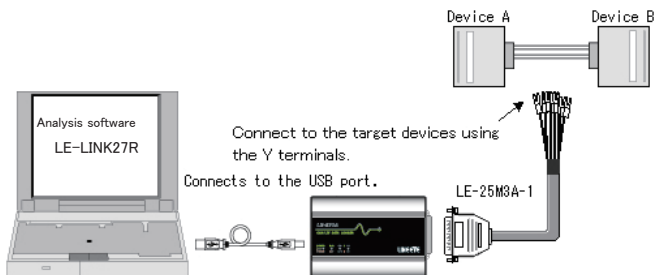 Device A
Device B
Analysis software
LE-LINK27R
Connect to the target devices using
the Y terminals.
Connects to the USB port.
LE-25M3A-1
LINEEYE